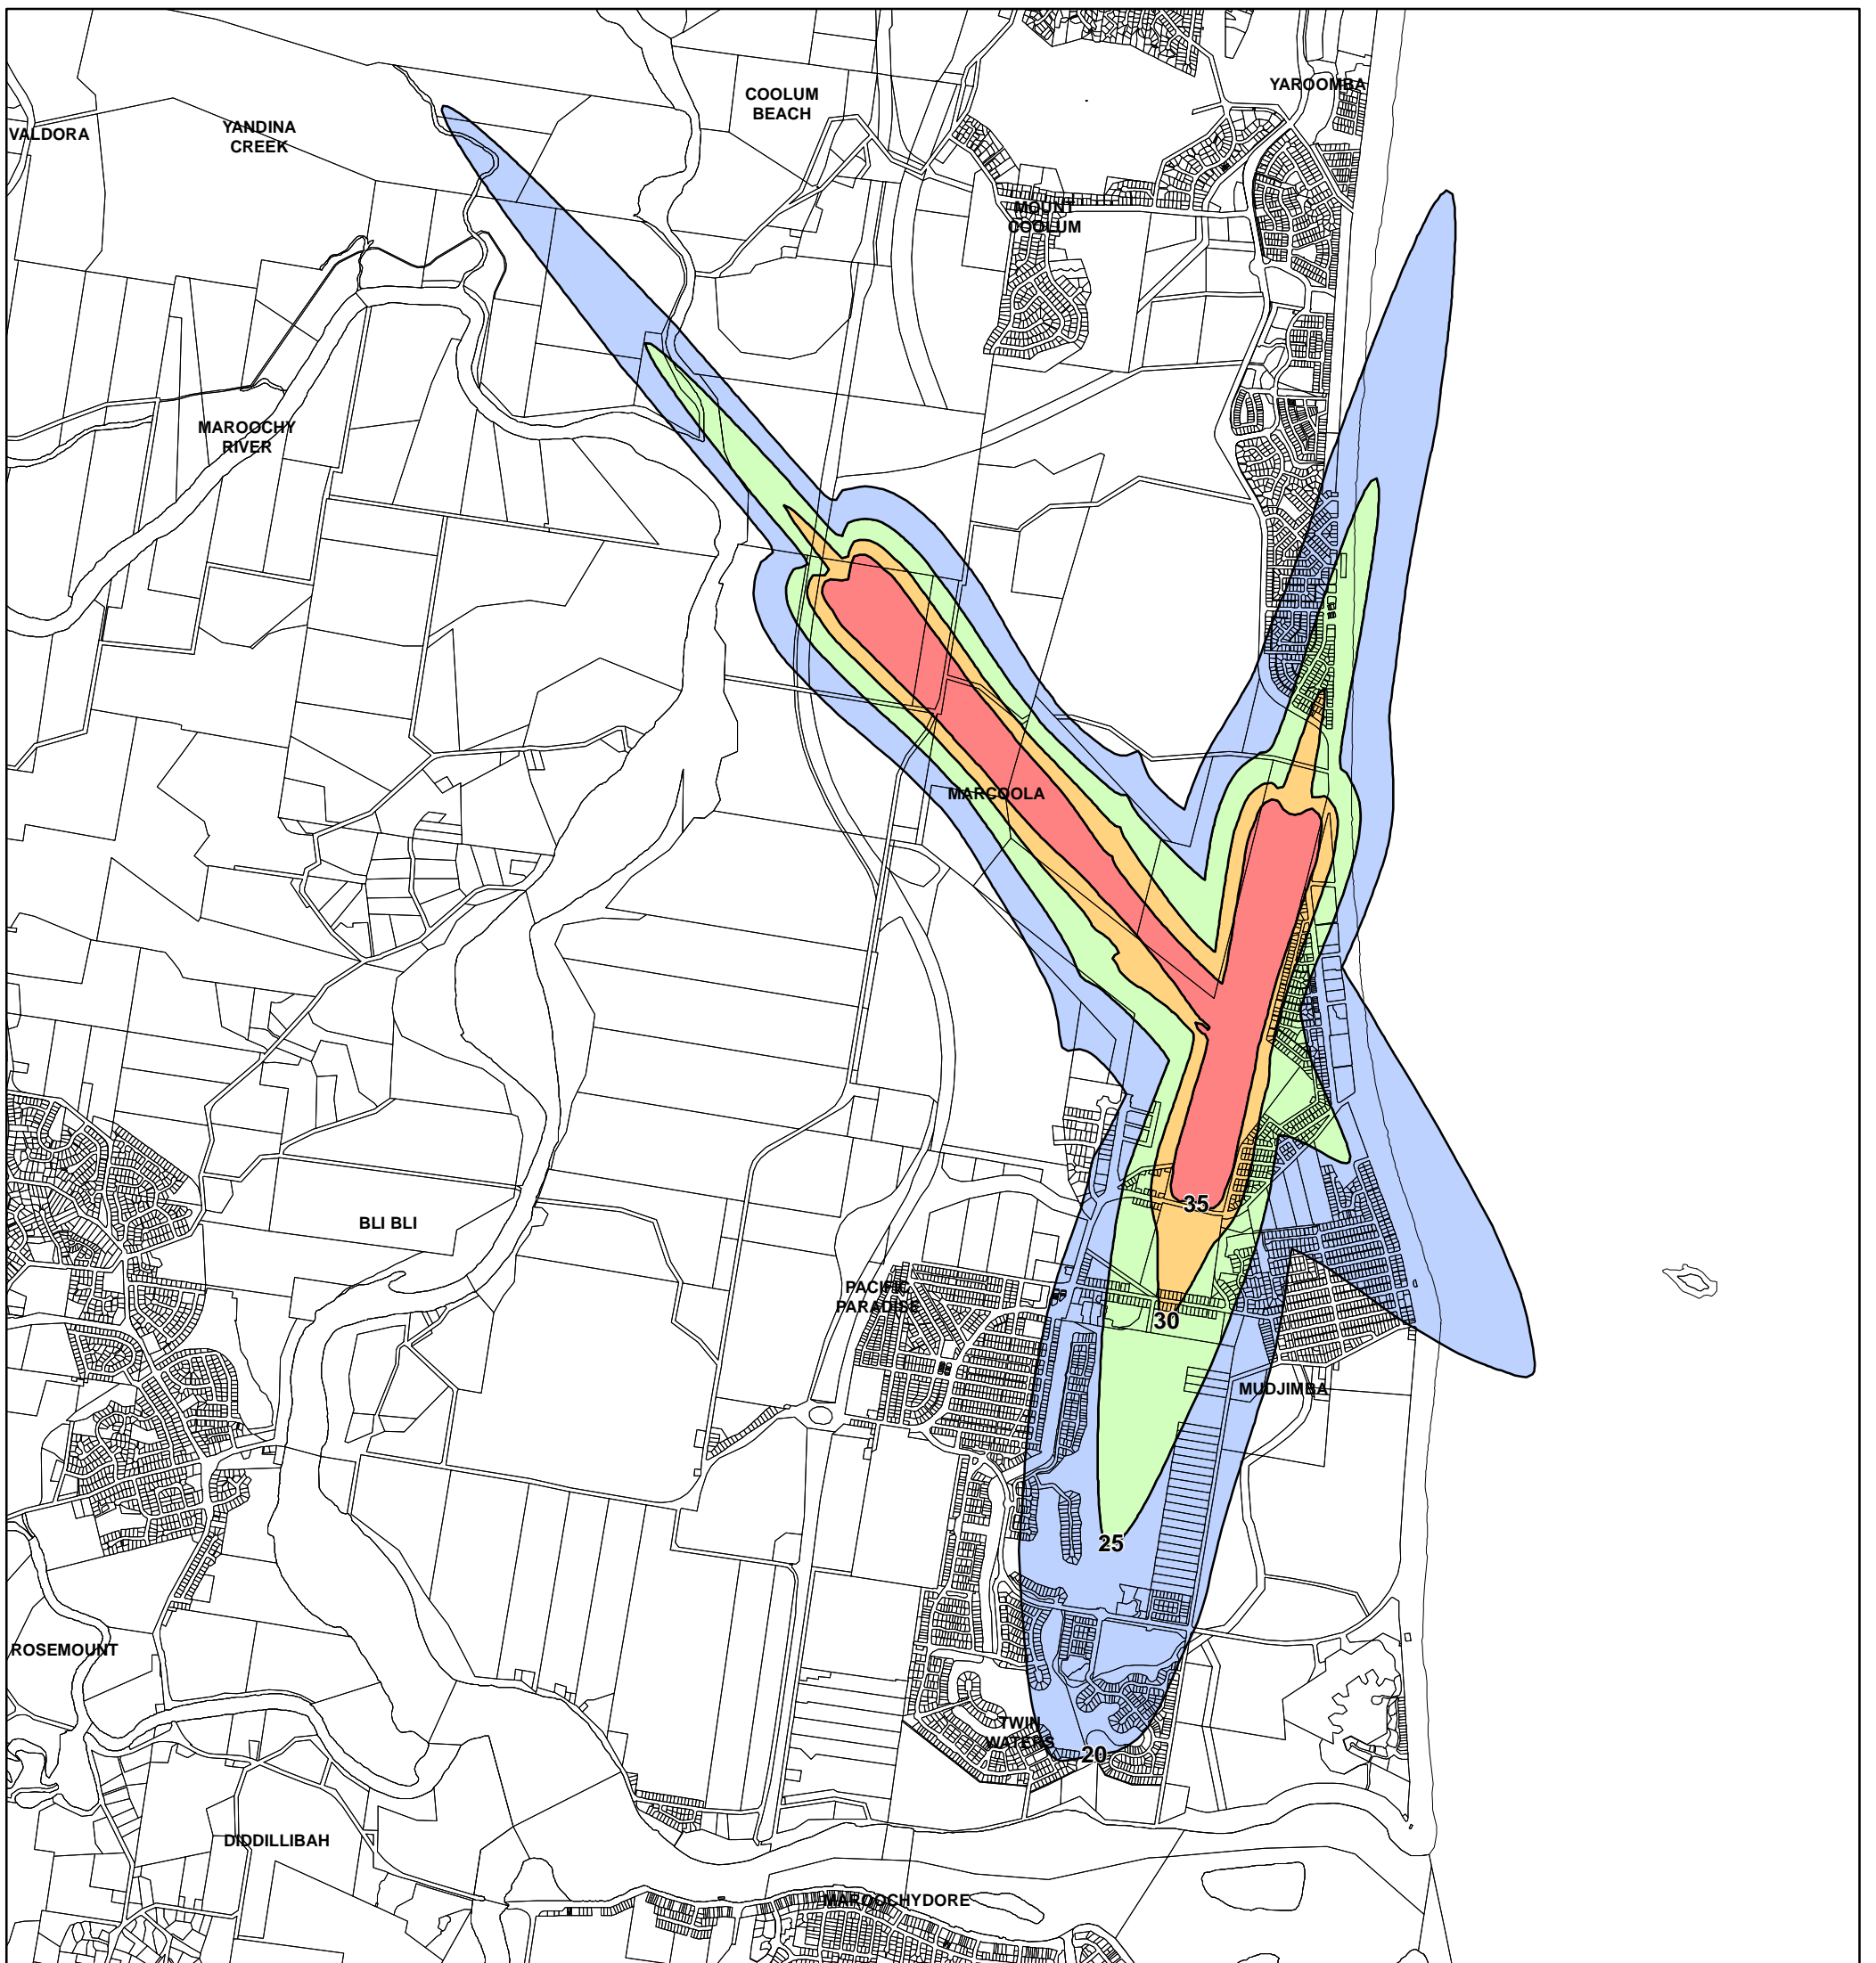 YAROOMBA
COOLUM
BEACH
VALDORA
YANDINA
CREEK
MOUNT
COOLUM
MAROOCHY
RIVER
MARCOOLA
35
BLI BLI
PACIFIC
PARADISE
30
MUDJIMBA
25
ROSEMOUNT
TWIN
WATERS
20
DIDDILLIBAH
MAROOCHYDORE